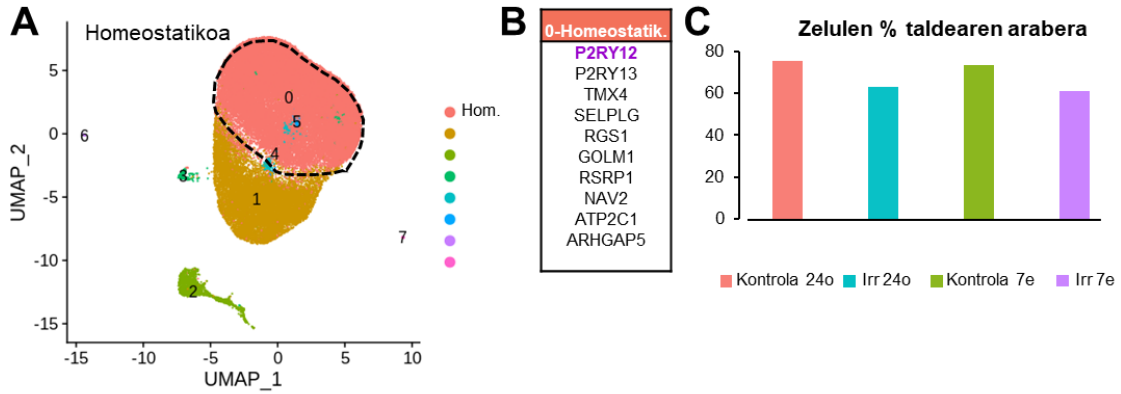 A
Homeostatikoa
UMAP_2
5
0
-5
-10
-15
-15
-10
-5
0
5
10
UMAP_1
0
5
4
1
6
3
7
2
Hom.
B
0-Homeostatik.
P2RY12
P2RY13
TMX4
SELPLG
RGS1
GOLM1
RSRP1
NAV2
ATP2C1
ARHGAP5
C
Zelulen % taldearen arabera
80
60
40
20
0
Kontrola 24o
Irr 24o
Kontrola 7e
Irr 7e